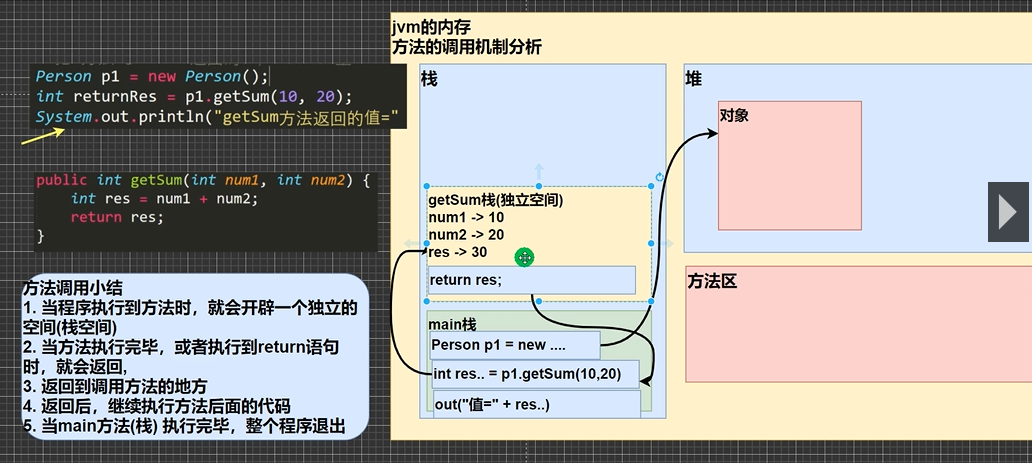 jvm的内存
方法的调用机制分析
Person p1 = new Person();
int returnRes = p1.getSum(10, 20);
System.out.println("getSum方法返回的值="
public int getSum(int num1, int num2) {
int res = num1 + num2;
return res;
}
方法调用小结
1. 当程序执行到方法时，就会开辟一个独立的
空间(栈空间)
2. 当方法执行完毕，或者执行到return语句
时，就会返回,
3. 返回到调用方法的地方
4. 返回后，继续执行方法后面的代码
5. 当main方法(栈) 执行完毕，整个程序退出
栈
getSum栈(独立空间)
num1 -> 10
num2 -> 20
res -> 30
return res;
main栈
Person p1 = new ....
int res.. = p1.getSum(10,20)
out("值=" + res..)
堆
对象
方法区